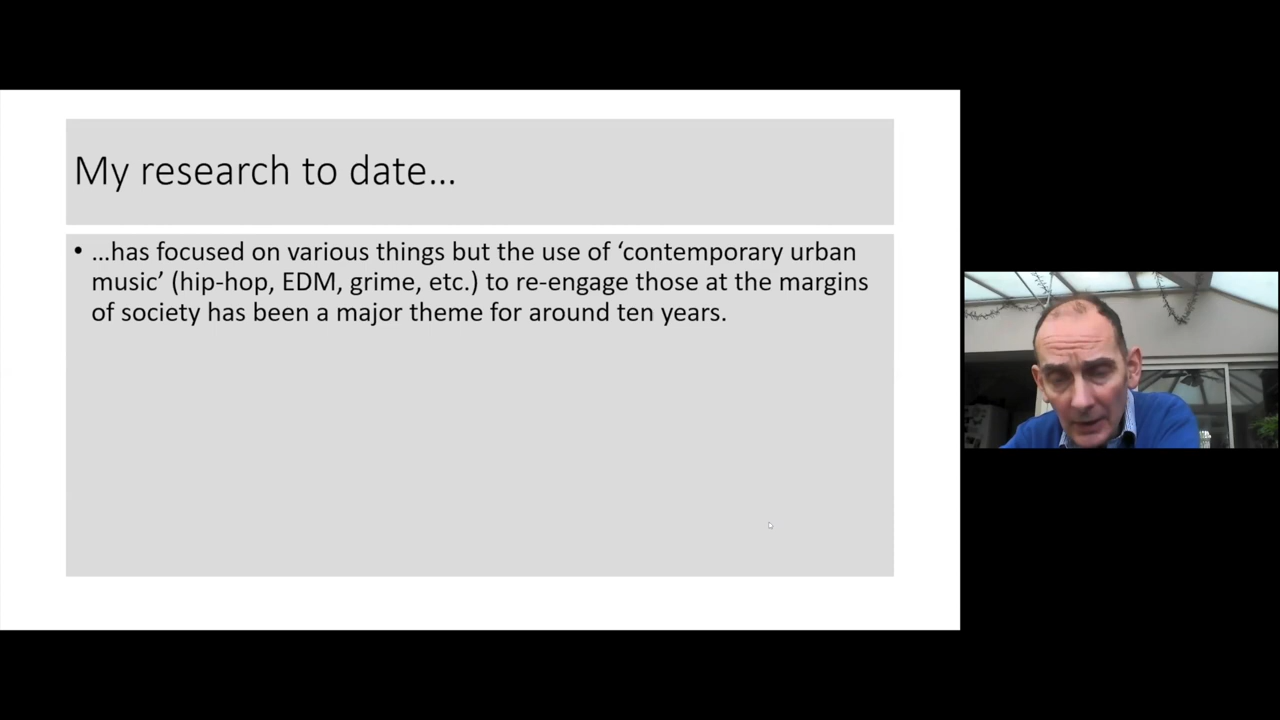 My research to date...
• ...has focused on various things but the use of ‘contemporary urban
music’ (hip-hop, EDM, grime, etc.) to re-engage those at the margins
of society has been a major theme for around ten years.